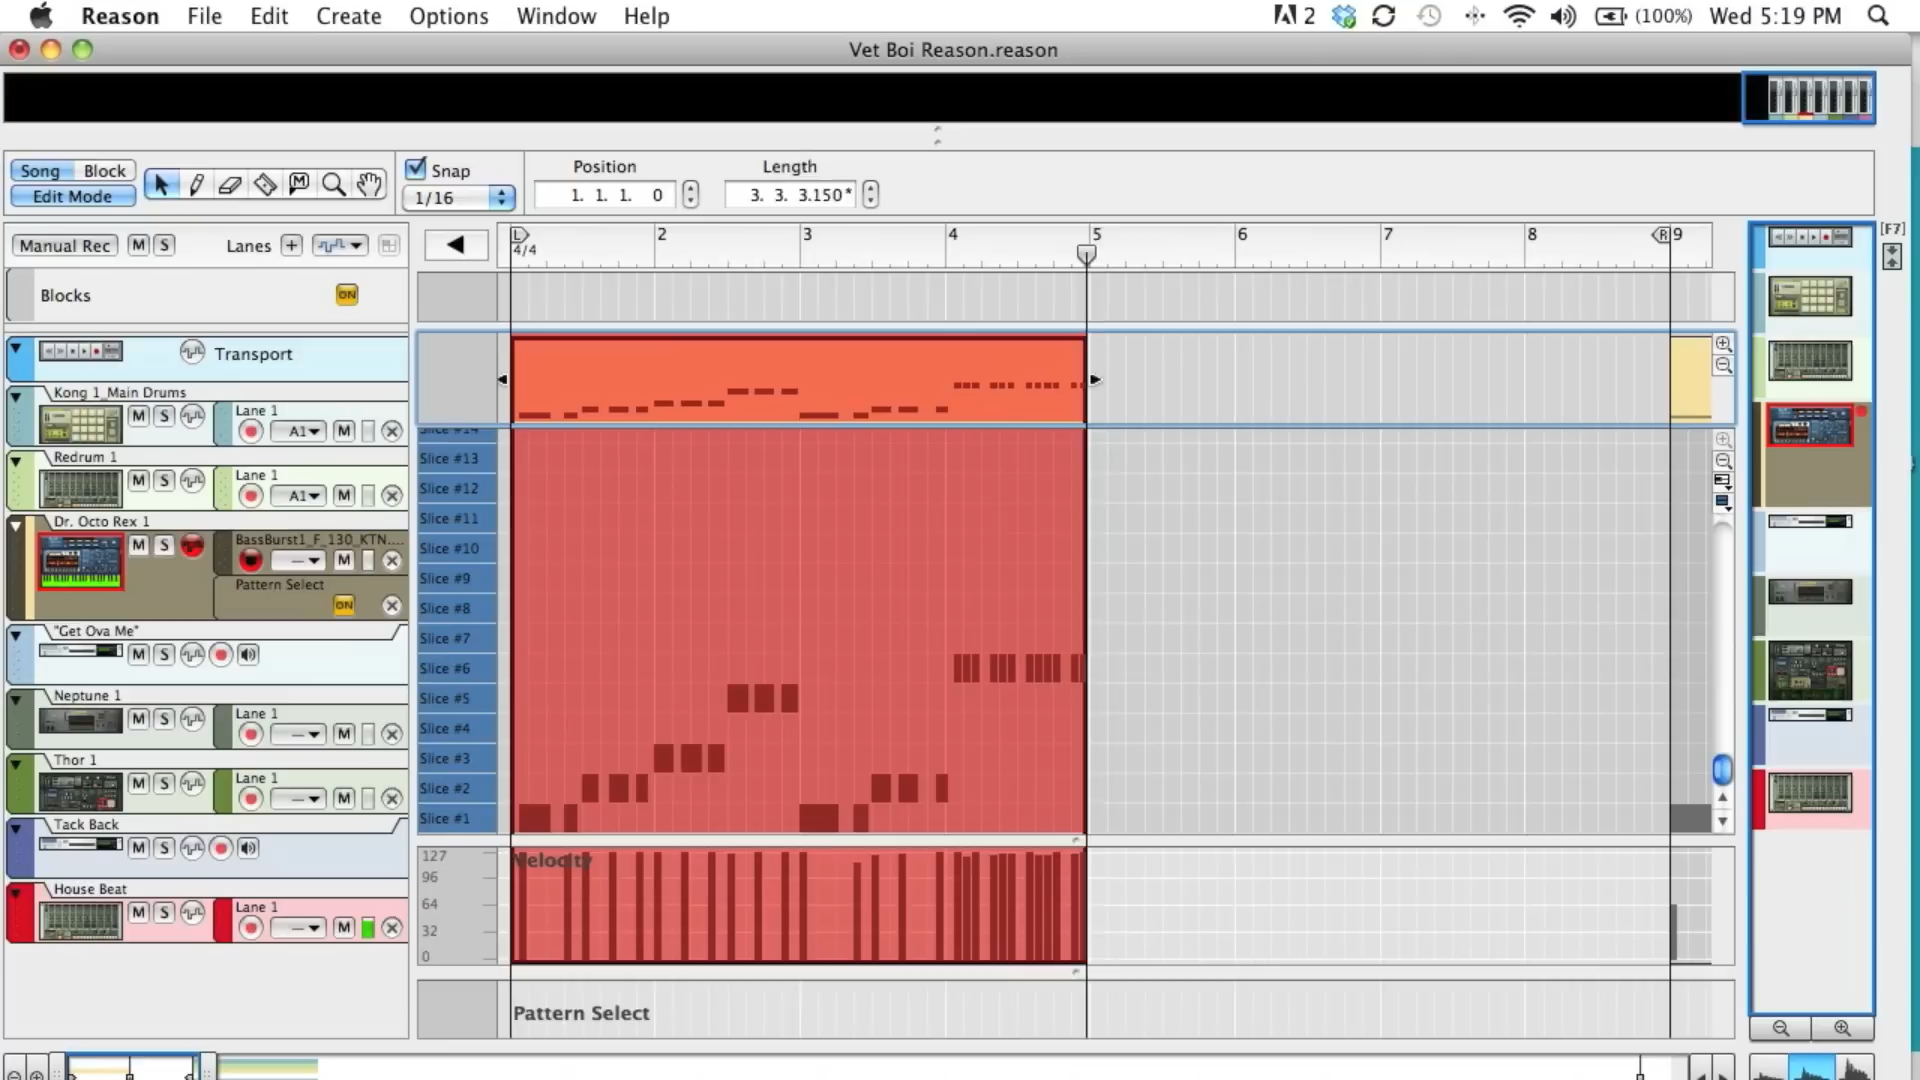 Reason File Edit Create Options Window Help
2 (100%) Wed 5:19 PM
Vet Boi Reason.reason
Song Block
Edit Mode
M
Snap
1/16
Position
1. 1. 1. 0
Length
3. 3. 3.150*
Manual Rec M S Lanes +
L 2 3 4 5 6 7 8 R 9
4/4
[F7]
Blocks ON
Transport
Kong 1_Main Drums
M S Lane 1
A1 M
Redrum 1
M S Lane 1
A1 M
Dr. Octo Rex 1
M S BassBurst1_F_130_KTN....
— M
Pattern Select
ON
"Get Ova Me"
M S
Neptune 1
M S Lane 1
— M
Thor 1
M S Lane 1
— M
Tack Back
M S
House Beat
M S Lane 1
— M
Slice #14
Slice #13
Slice #12
Slice #11
Slice #10
Slice #9
Slice #8
Slice #7
Slice #6
Slice #5
Slice #4
Slice #3
Slice #2
Slice #1
Velocity
127
96
64
32
0
Pattern Select